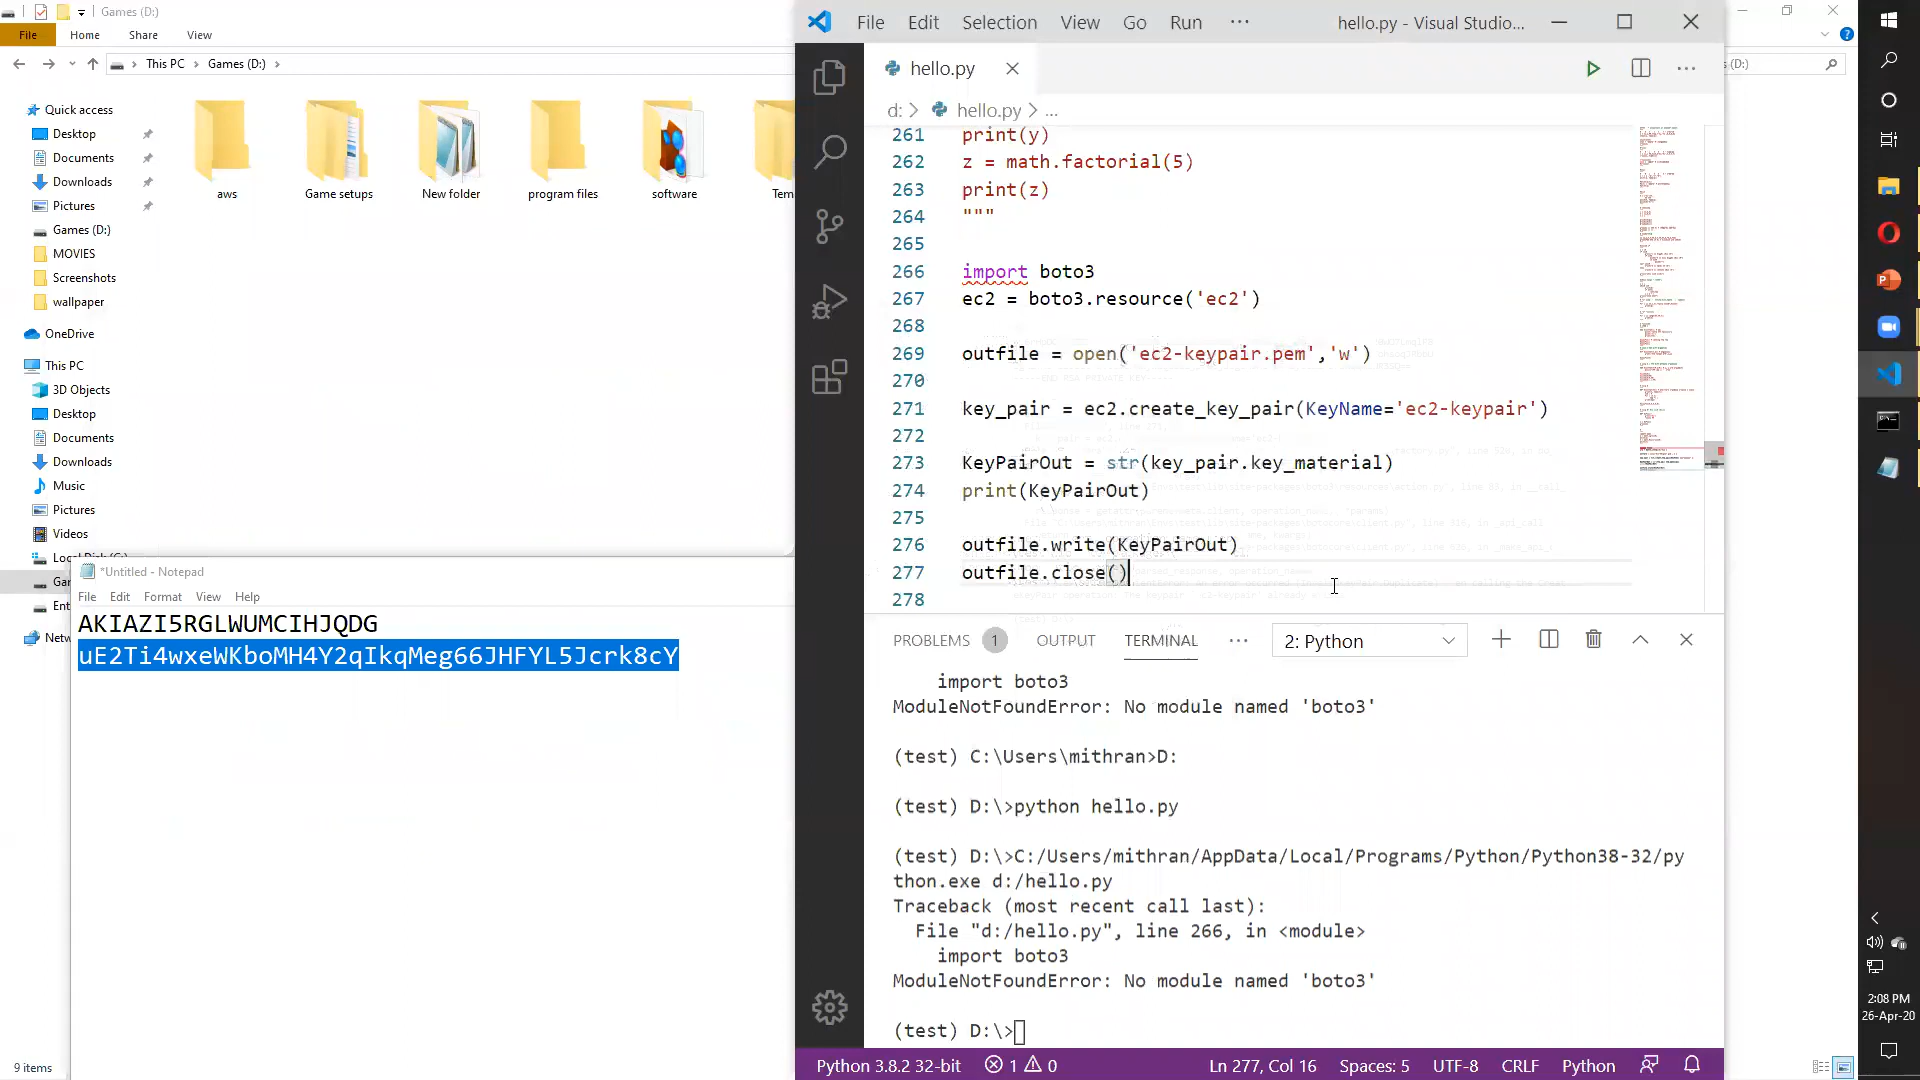 Games (D:)
File
Home
Share
View
This PC
Games (D:)
Quick access
Desktop
Documents
Downloads
Pictures
Games (D:)
MOVIES
Screenshots
wallpaper
OneDrive
This PC
3D Objects
Desktop
Documents
Downloads
Music
Pictures
Videos
aws
Game setups
New folder
program files
software
9 items
*Untitled - Notepad
File Edit Format View Help
AKIAZI5RGLWUMCIHJQDG
uE2Ti4wxeWKboMH4Y2qIkqMeg66JHFYL5Jcrk8cY
File Edit Selection View Go Run ···
hello.py - Visual Studio...
hello.py
d: > hello.py > ...
261 print(y)
262 z = math.factorial(5)
263 print(z)
264 """
265
266 import boto3
267 ec2 = boto3.resource('ec2')
268
269 outfile = open('ec2-keypair.pem','w')
270
271 key_pair = ec2.create_key_pair(KeyName='ec2-keypair')
272
273 KeyPairOut = str(key_pair.key_material)
274 print(KeyPairOut)
275
276 outfile.write(KeyPairOut)
277 outfile.close()
278
PROBLEMS 1 OUTPUT TERMINAL ··· 2: Python
import boto3
ModuleNotFoundError: No module named 'boto3'
(test) C:\Users\mithran>D:
(test) D:\>python hello.py
(test) D:\>C:/Users/mithran/AppData/Local/Programs/Python/Python38-32/py
thon.exe d:/hello.py
Traceback (most recent call last):
File "d:/hello.py", line 266, in <module>
import boto3
ModuleNotFoundError: No module named 'boto3'
(test) D:\>
Python 3.8.2 32-bit 1 0 Ln 277, Col 16 Spaces: 5 UTF-8 CRLF Python
2:08 PM
26-Apr-20